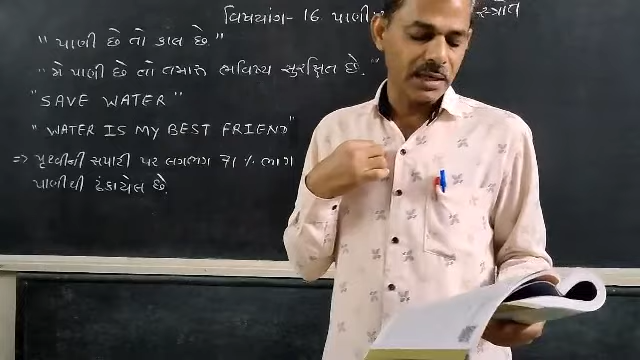 વિષયાંગ- 16 પાણી સ્ત્રોત
" પાણી છે તો કાલ છે."
" મે પાણી છે તો તમારૂ ભવિષ્ય સુરક્ષિત છે."
"SAVE WATER"
"WATER IS MY BEST FRIEND"
⇒ પૃથ્વીની સપાટી પર લગભગ 71 % ભાગ
પાણીથી ઢંકાયેલ છે.